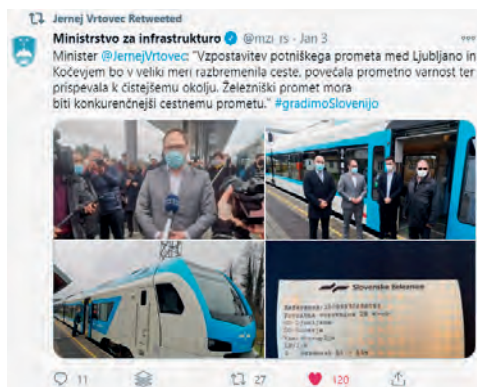 Jernej Vrtovec Retweeted
Ministrstvo za infrastrukturo @mzi_rs · Jan 3
Minister @JernejVrtovec: "Vzpostavitev potniškega prometa med Ljubljano in
Kočevjem bo v veliki meri razbremenila ceste, povečala prometno varnost ter
prispevala k čistejšemu okolju. Železniški promet mora
biti konkurenčnejši cestnemu prometu." #gradimoSlovenijo
Slovenske železnice
11
27
120